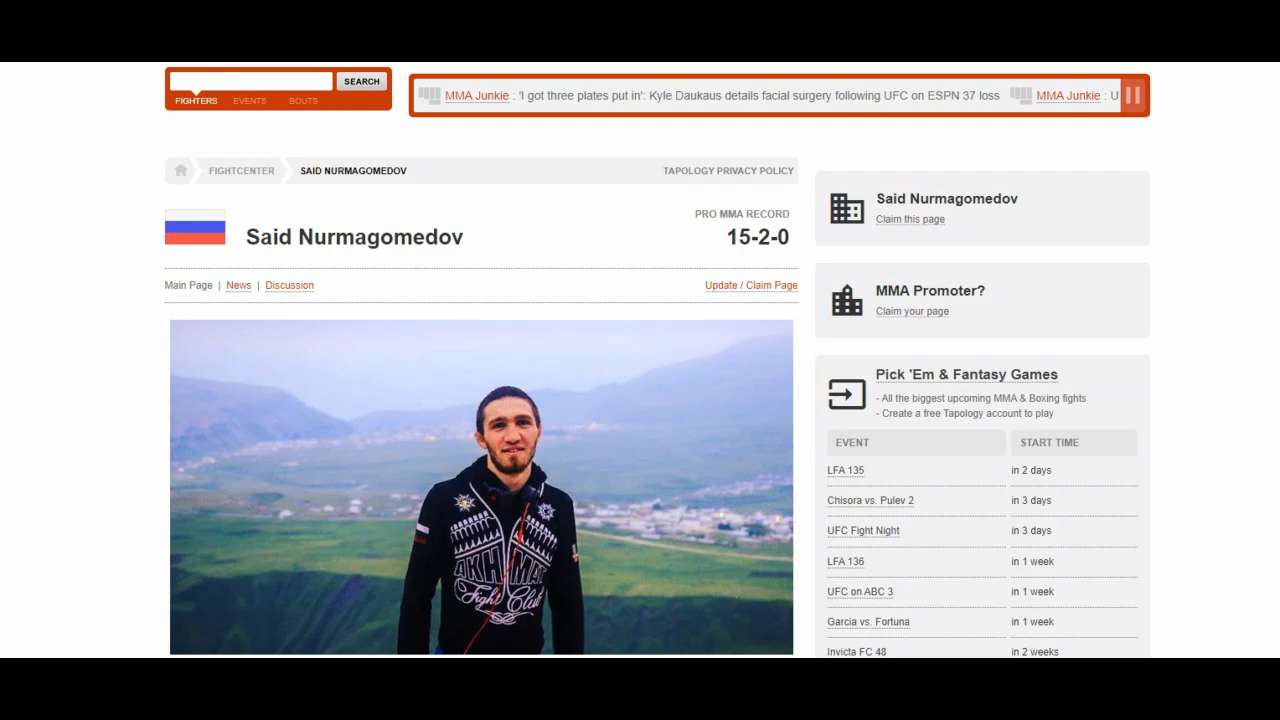 SEARCH
FIGHTERS EVENTS BOUTS
MMA Junkie : 'I got three plates put in': Kyle Daukaus details facial surgery following UFC on ESPN 37 loss MMA Junkie : U
FIGHTCENTER SAID NURMAGOMEDOV TAPOLOGY PRIVACY POLICY
Said Nurmagomedov
PRO MMA RECORD
15-2-0
Main Page | News | Discussion Update / Claim Page
AKHMAT
Fight Club
Said Nurmagomedov
Claim this page
MMA Promoter?
Claim your page
Pick 'Em & Fantasy Games
- All the biggest upcoming MMA & Boxing fights
- Create a free Tapology account to play
EVENT START TIME
LFA 135 in 2 days
Chisora vs. Pulev 2 in 3 days
UFC Fight Night in 3 days
LFA 136 in 1 week
UFC on ABC 3 in 1 week
Garcia vs. Fortuna in 1 week
Invicta FC 48 in 2 weeks